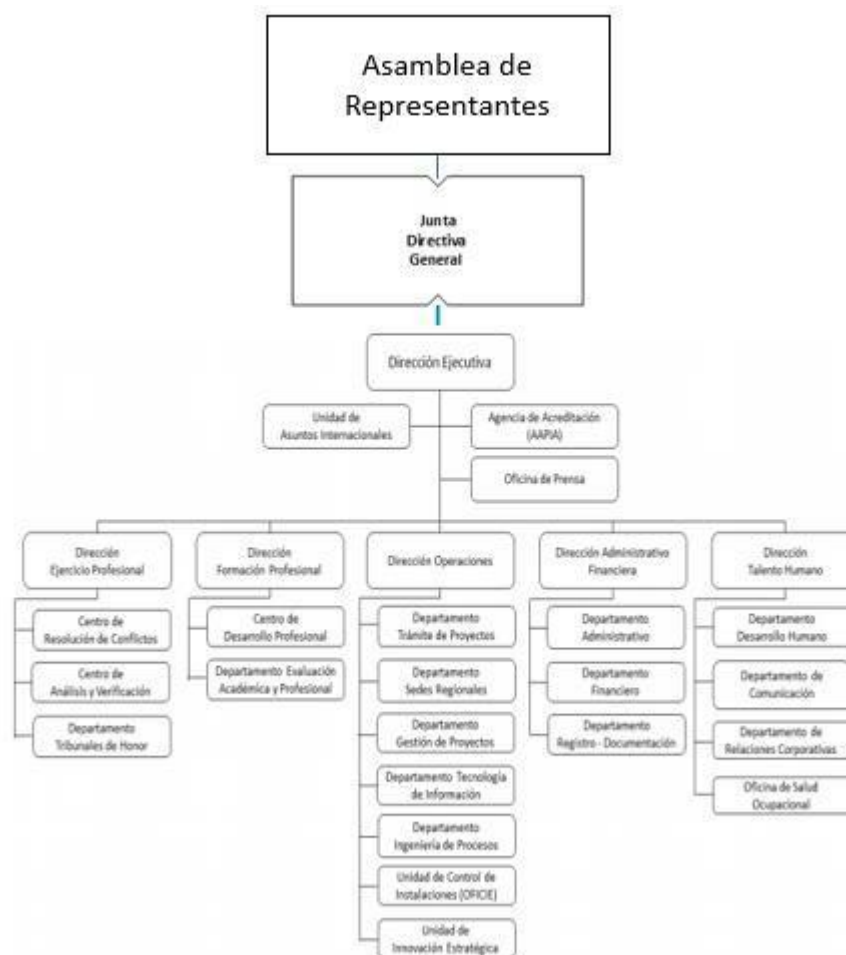 Asamblea de
Representantes
Junta
Directiva
General
Dirección Ejecutiva
Unidad de
Asuntos Internacionales
Agencia de Acreditación
(AAPIA)
Oficina de Prensa
Dirección
Ejercicio Profesional
Centro de
Resolución de Conflictos
Centro de
Análisis y Verificación
Departamento
Tribunales de Honor
Dirección
Formación Profesional
Centro de
Desarrollo Profesional
Departamento Evaluación
Académica y Profesional
Dirección Operaciones
Departamento
Trámite de Proyectos
Departamento
Sedes Regionales
Departamento
Gestión de Proyectos
Departamento Tecnología
de Información
Departamento
Ingeniería de Procesos
Unidad de Control de
Instalaciones (OFICIE)
Unidad de
Innovación Estratégica
Dirección Administrativo
Financiera
Departamento
Administrativo
Departamento
Financiero
Departamento
Registro - Documentación
Dirección
Talento Humano
Departamento
Desarrollo Humano
Departamento de
Comunicación
Departamento de
Relaciones Corporativas
Oficina de Salud
Ocupacional